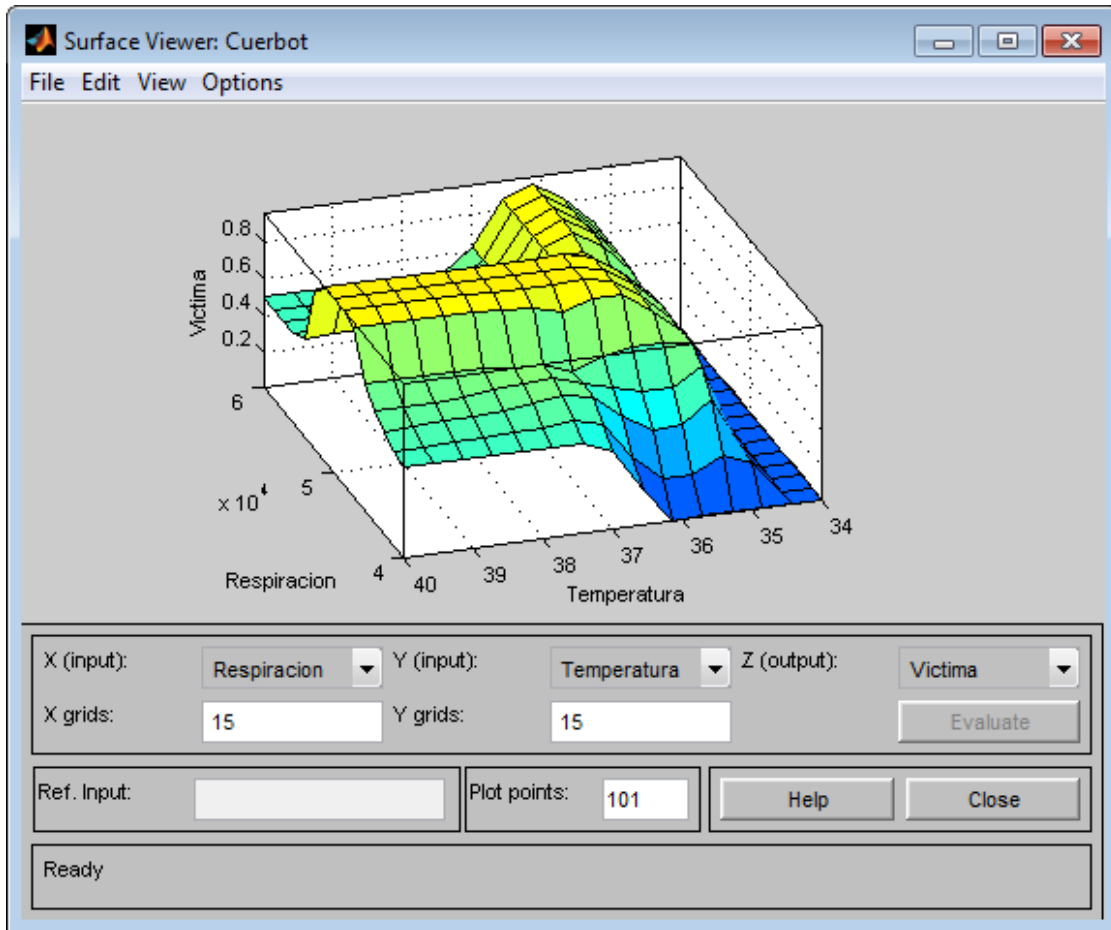 Surface Viewer: Cuerbot
File Edit View Options
0.8
0.6
0.4
0.2
Victima
6
5
4
x 10^4
Respiracion
40
39
38
37
36
35
34
Temperatura
X (input): Respiracion Y (input): Temperatura Z (output): Victima
X grids: 15 Y grids: 15 Evaluate
Ref. Input: Plot points: 101 Help Close
Ready